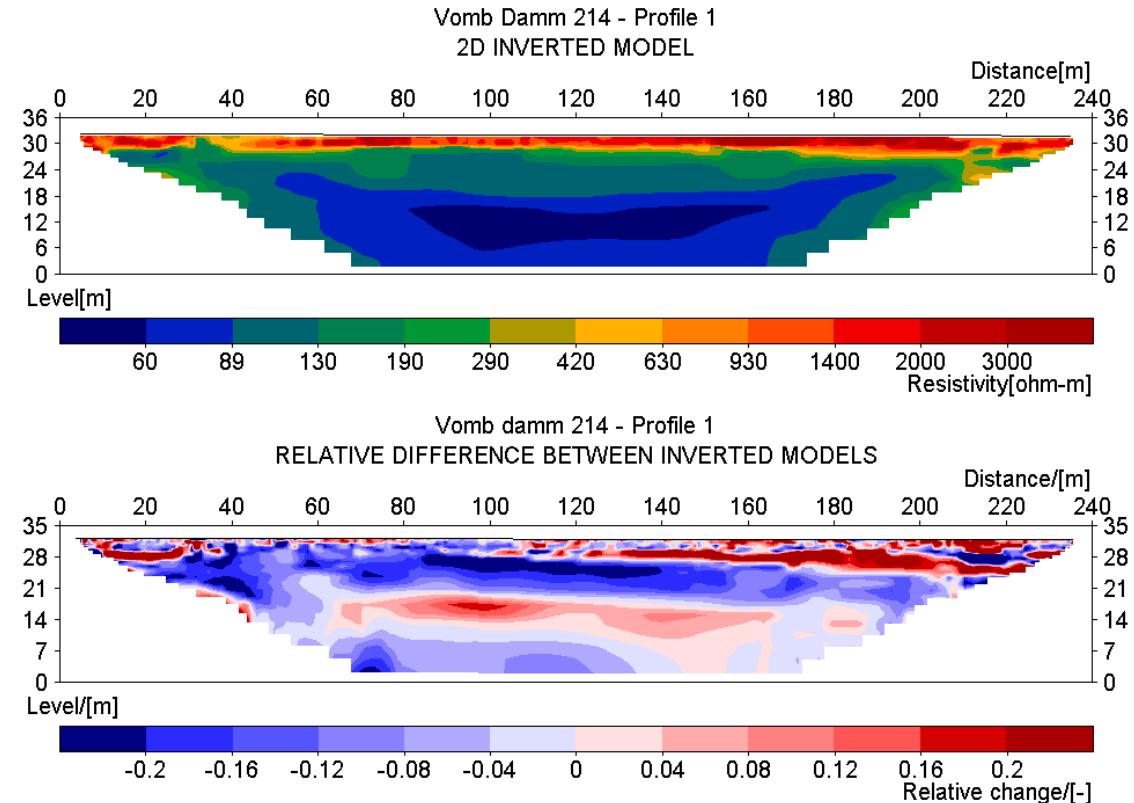 Vomb Damm 214 - Profile 1
2D INVERTED MODEL
Distance[m]
0 20 40 60 80 100 120 140 160 180 200 220 240
36 36
30 30
24 24
18 18
12 12
6 6
0 0
Level[m]
60 89 130 190 290 420 630 930 1400 2000 3000
Resistivity[ohm-m]
Vomb damm 214 - Profile 1
RELATIVE DIFFERENCE BETWEEN INVERTED MODELS
Distance/[m]
0 20 40 60 80 100 120 140 160 180 200 220 240
35 35
28 28
21 21
14 14
7 7
0 0
Level/[m]
-0.2 -0.16 -0.12 -0.08 -0.04 0 0.04 0.08 0.12 0.16 0.2
Relative change/[-]